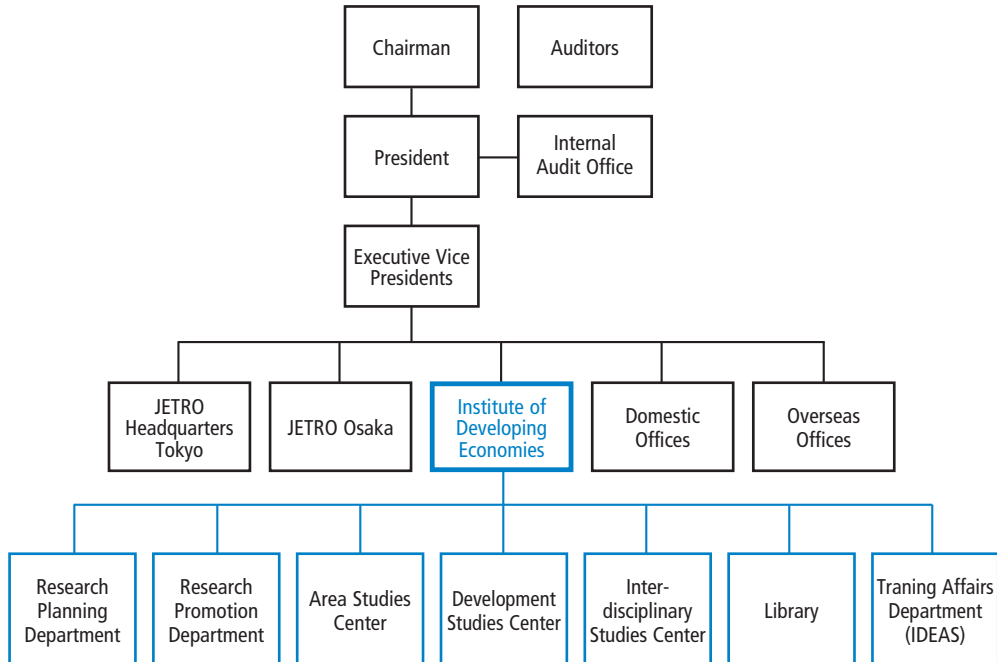 Chairman
Auditors
President
Internal
Audit Office
Executive Vice
Presidents
JETRO
Headquarters
Tokyo
JETRO Osaka
Institute of
Developing
Economies
Domestic
Offices
Overseas
Offices
Research
Planning
Department
Research
Promotion
Department
Area Studies
Center
Development
Studies Center
Inter-
disciplinary
Studies Center
Library
Traning Affairs
Department
(IDEAS)